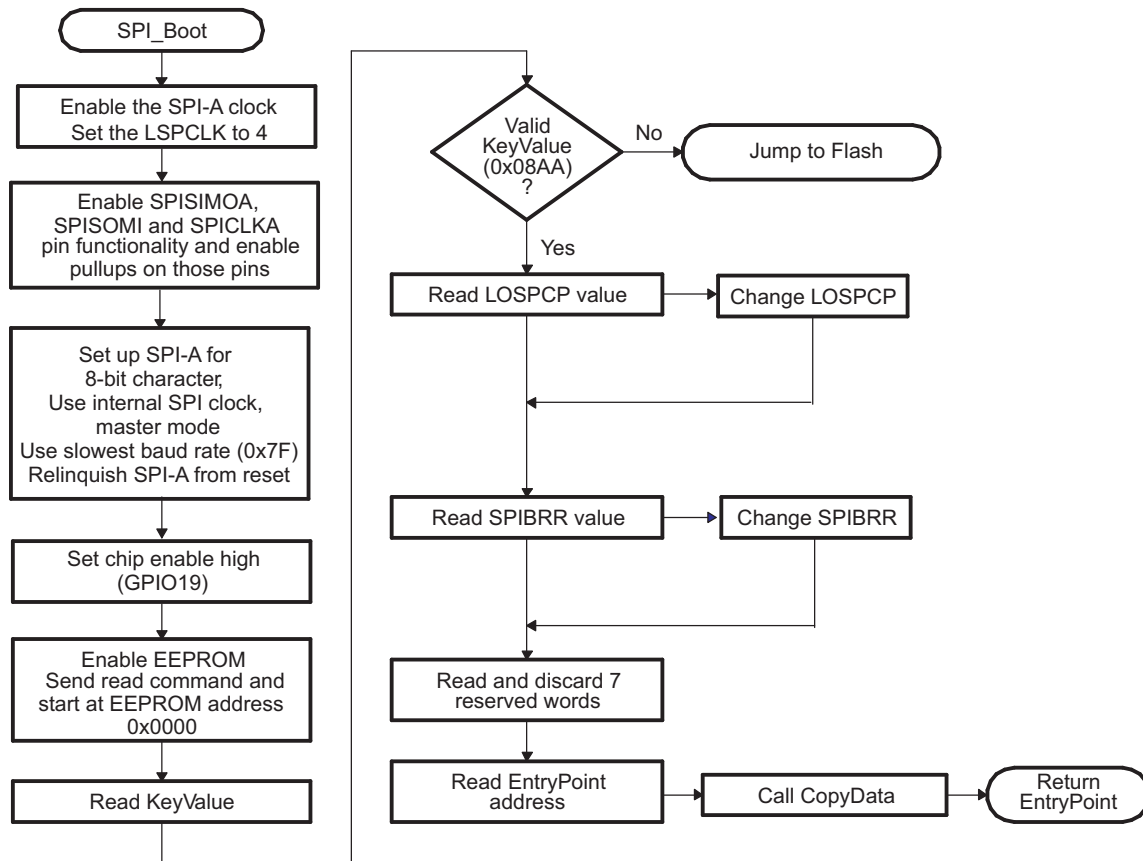 SPI_Boot
Enable the SPI-A clock
Set the LSPCLK to 4
Enable SPISIMOA,
SPISOMI and SPICLKA
pin functionality and enable
pullups on those pins
Set up SPI-A for
8-bit character,
Use internal SPI clock,
master mode
Use slowest baud rate (0x7F)
Relinquish SPI-A from reset
Set chip enable high
(GPIO19)
Enable EEPROM
Send read command and
start at EEPROM address
0x0000
Read KeyValue
Valid
KeyValue
(0x08AA)
?
No
Jump to Flash
Yes
Read LOSPCP value
Change LOSPCP
Read SPIBRR value
Change SPIBRR
Read and discard 7
reserved words
Read EntryPoint
address
Call CopyData
Return
EntryPoint